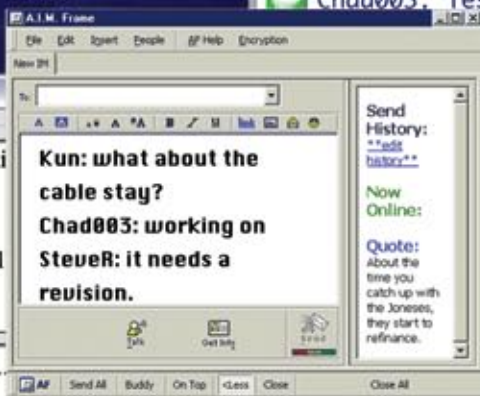 Chad003: res
A.I.M. Frame
File Edit Insert People AF Help Encryption
New IM
To:
A A A A A B I U link
Kun: what about the
cable stay?
Chad003: working on
SteveR: it needs a
revision.
Talk Get Info Send
Send
History:
**edit
history**
Now
Online:
Quote:
About the
time you
catch up with
the Joneses,
they start to
refinance.
AF Send All Buddy On Top <Less Close Close All